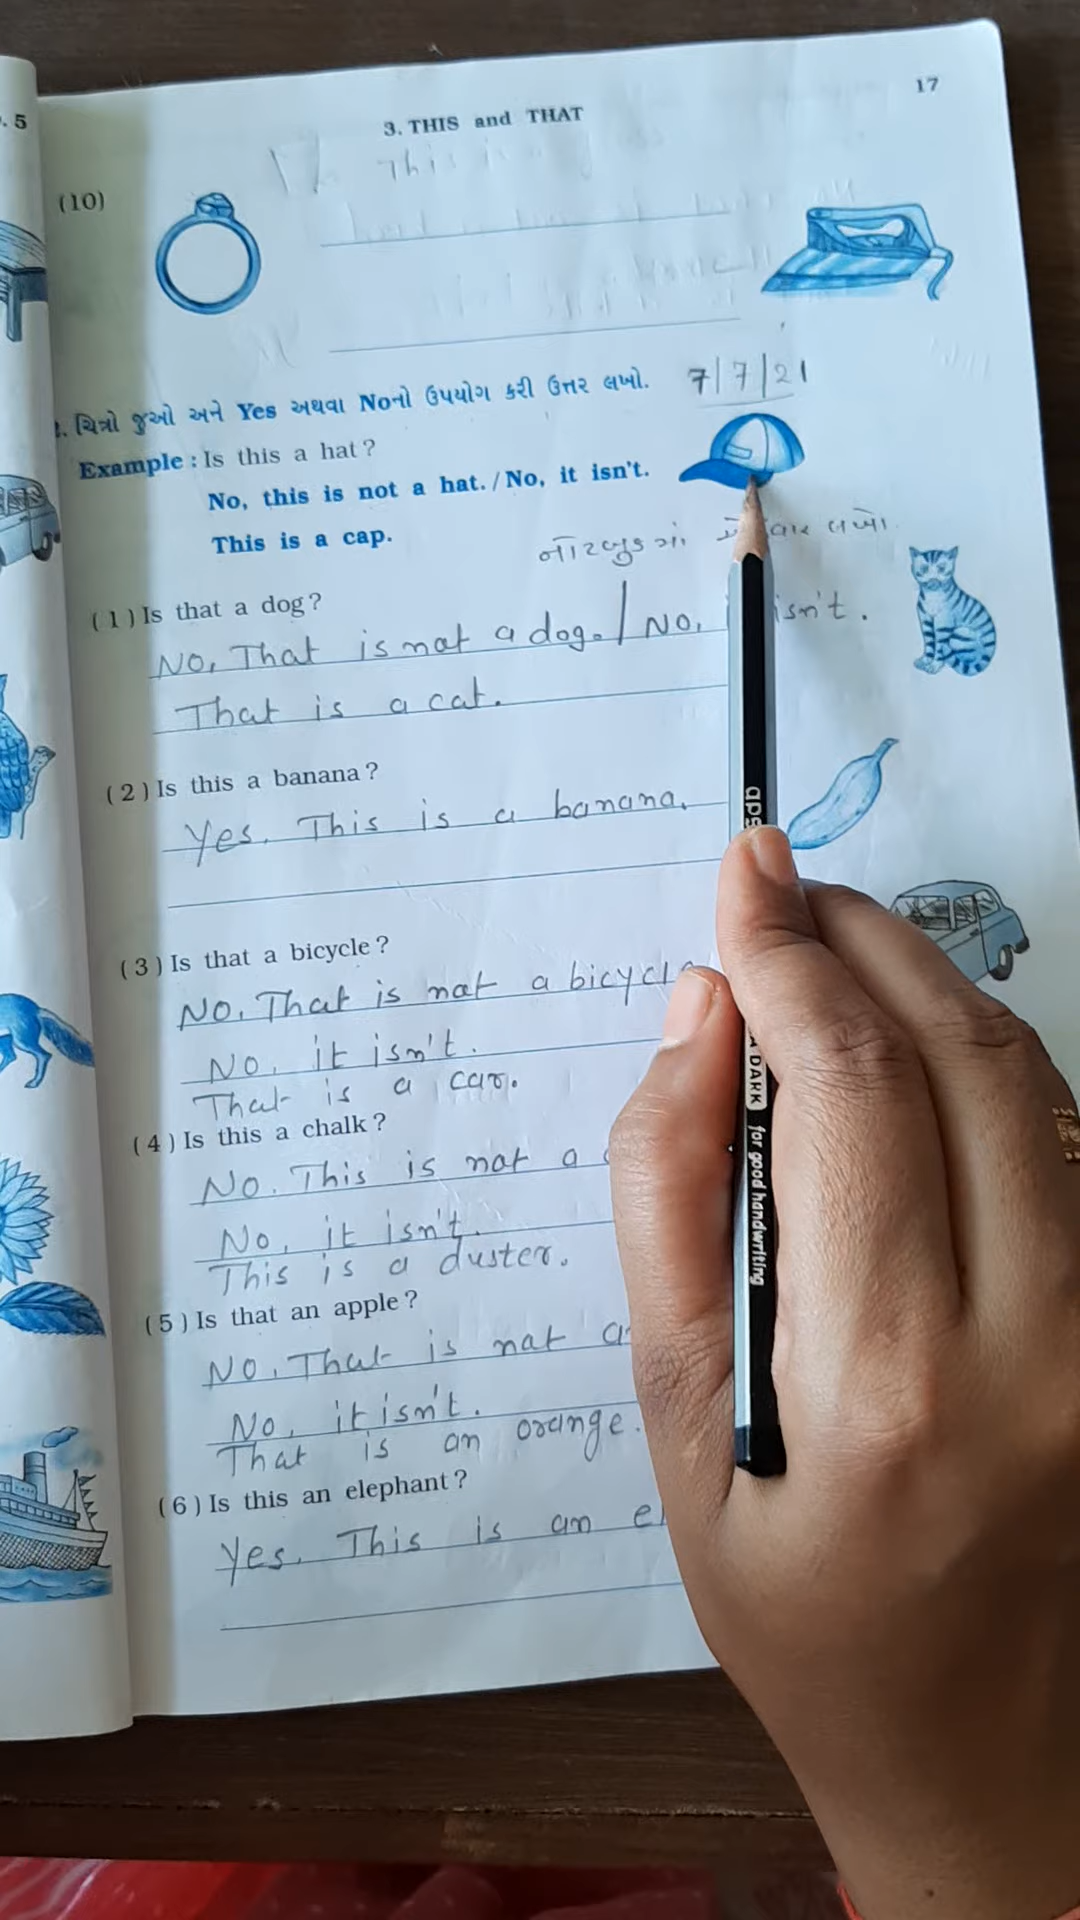 . 5
17
3. THIS and THAT
This is a
(10)
ચિત્રો જુઓ અને Yes અથવા Noનો ઉપયોગ કરી ઉત્તર લખો. 7/7/21
Example : Is this a hat?
No, this is not a hat. / No, it isn't.
This is a cap.
નોટબુકમાં લખો.
(1) Is that a dog?
No, That is not a dog. / No, isn't.
That is a cat.
(2) Is this a banana?
Yes, This is a banana.
(3) Is that a bicycle?
No, That is not a bicycl
No, it isn't.
That is a car.
(4) Is this a chalk?
No. This is not a
No, it isn't.
This is a duster.
(5) Is that an apple?
No, That is not a
No, it isn't.
That is an orange.
(6) Is this an elephant?
Yes, This is an el
aps
A DARK for good handwriting